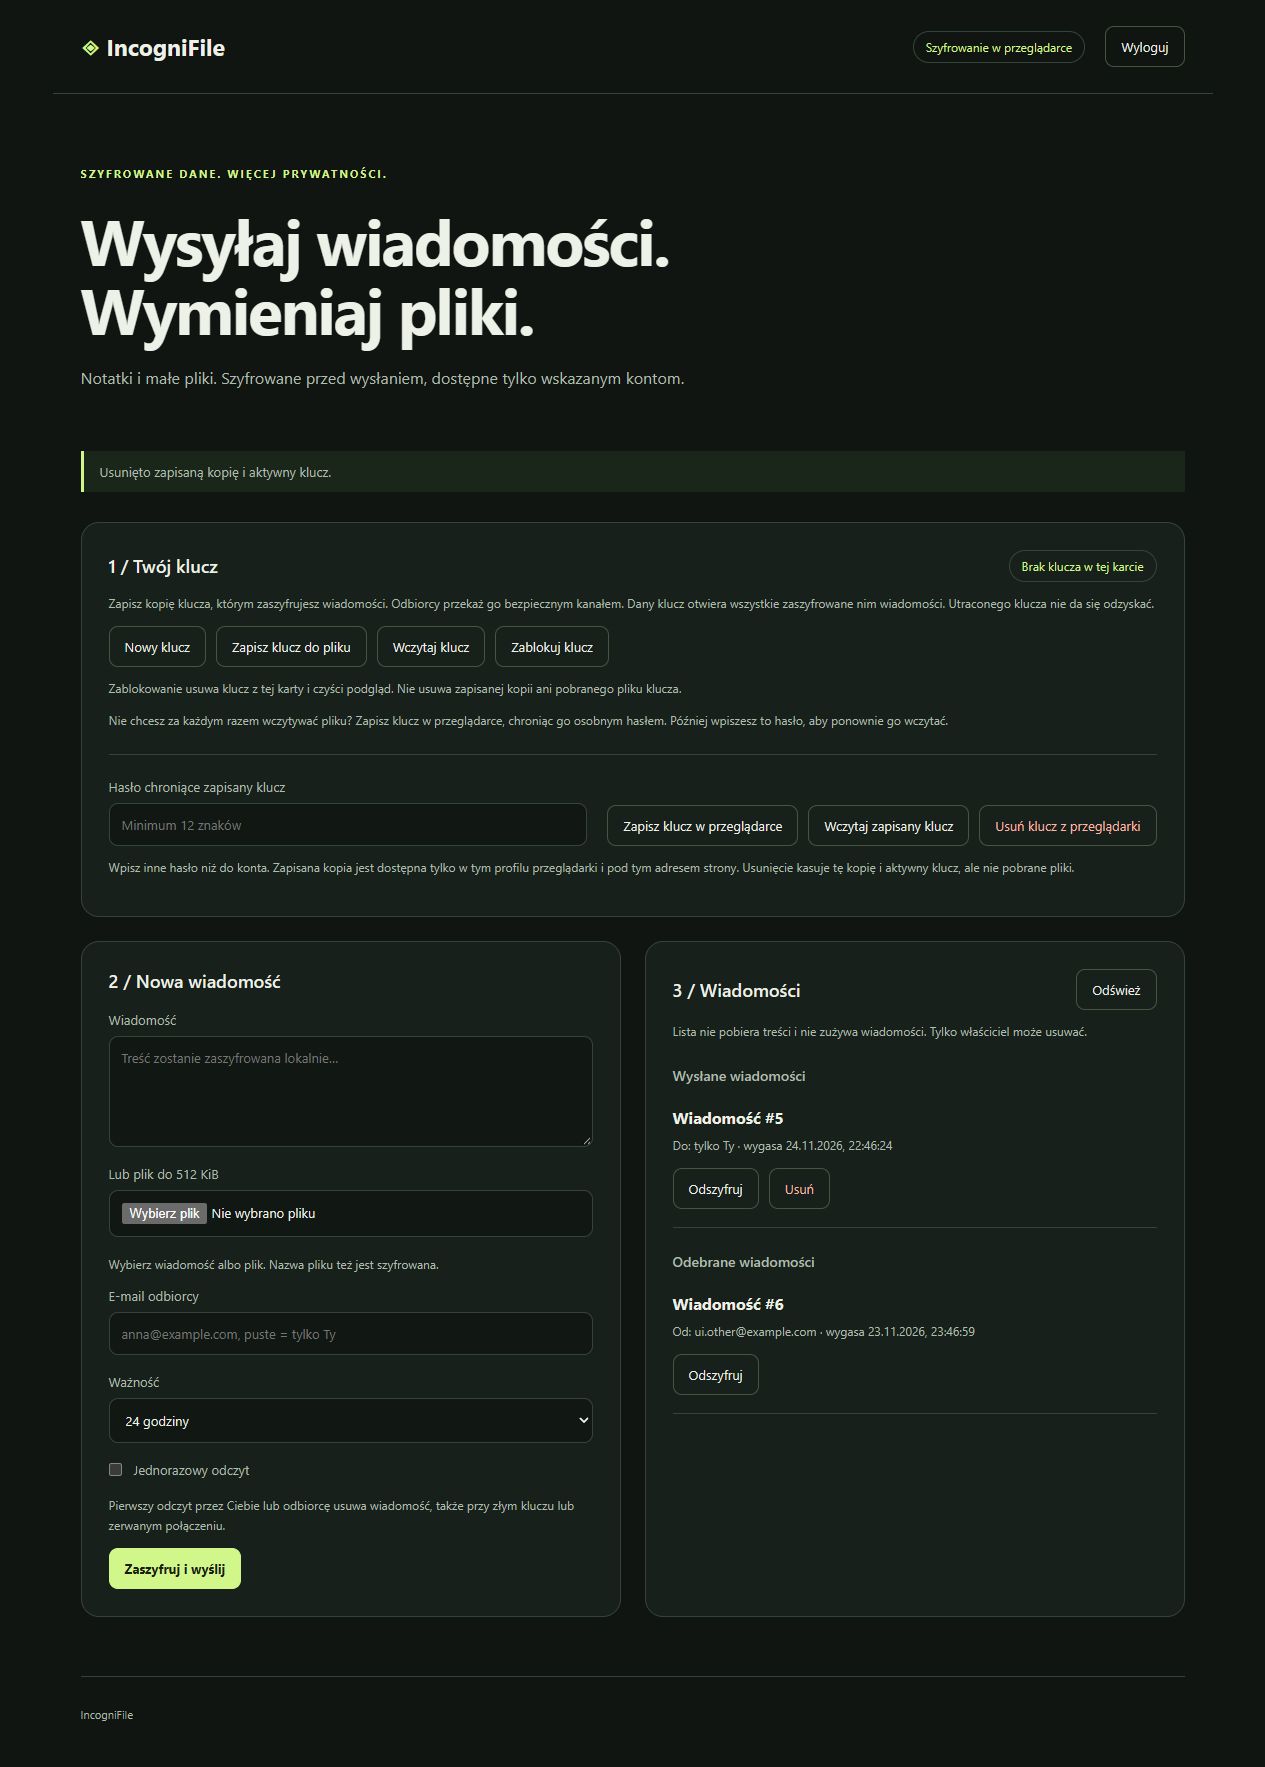 IncogniFile
Szyfrowanie w przeglądarce
Wyloguj
SZYFROWANE DANE. WIĘCEJ PRYWATNOŚCI.
Wysyłaj wiadomości.
Wymieniaj pliki.
Notatki i małe pliki. Szyfrowane przed wysłaniem, dostępne tylko wskazanym kontom.
Usunięto zapisaną kopię i aktywny klucz.
1 / Twój klucz
Brak klucza w tej karcie
Zapisz kopię klucza, którym zaszyfrujesz wiadomości. Odbiorcy przekaż go bezpiecznym kanałem. Dany klucz otwiera wszystkie zaszyfrowane nim wiadomości. Utraconego klucza nie da się odzyskać.
Nowy klucz
Zapisz klucz do pliku
Wczytaj klucz
Zablokuj klucz
Zablokowanie usuwa klucz z tej karty i czyści podgląd. Nie usuwa zapisanej kopii ani pobranego pliku klucza.
Nie chcesz za każdym razem wczytywać pliku? Zapisz klucz w przeglądarce, chroniąc go osobnym hasłem. Później wpiszesz to hasło, aby ponownie go wczytać.
Hasło chroniące zapisany klucz
Minimum 12 znaków
Zapisz klucz w przeglądarce
Wczytaj zapisany klucz
Usuń klucz z przeglądarki
Wpisz inne hasło niż do konta. Zapisana kopia jest dostępna tylko w tym profilu przeglądarki i pod tym adresem strony. Usunięcie kasuje tę kopię i aktywny klucz, ale nie pobrane pliki.
2 / Nowa wiadomość
Wiadomość
Treść zostanie zaszyfrowana lokalnie...
Lub plik do 512 KiB
Wybierz plik
Nie wybrano pliku
Wybierz wiadomość albo plik. Nazwa pliku też jest szyfrowana.
E-mail odbiorcy
anna@example.com, puste = tylko Ty
Ważność
24 godziny
Jednorazowy odczyt
Pierwszy odczyt przez Ciebie lub odbiorcę usuwa wiadomość, także przy złym kluczu lub
zerwanym połączeniu.
Zaszyfruj i wyślij
3 / Wiadomości
Odśwież
Lista nie pobiera treści i nie zużywa wiadomości. Tylko właściciel może usuwać.
Wysłane wiadomości
Wiadomość #5
Do: tylko Ty · wygasa 24.11.2026, 22:46:24
Odszyfruj
Usuń
Odebrane wiadomości
Wiadomość #6
Od: ui.other@example.com · wygasa 23.11.2026, 23:46:59
Odszyfruj
IncogniFile